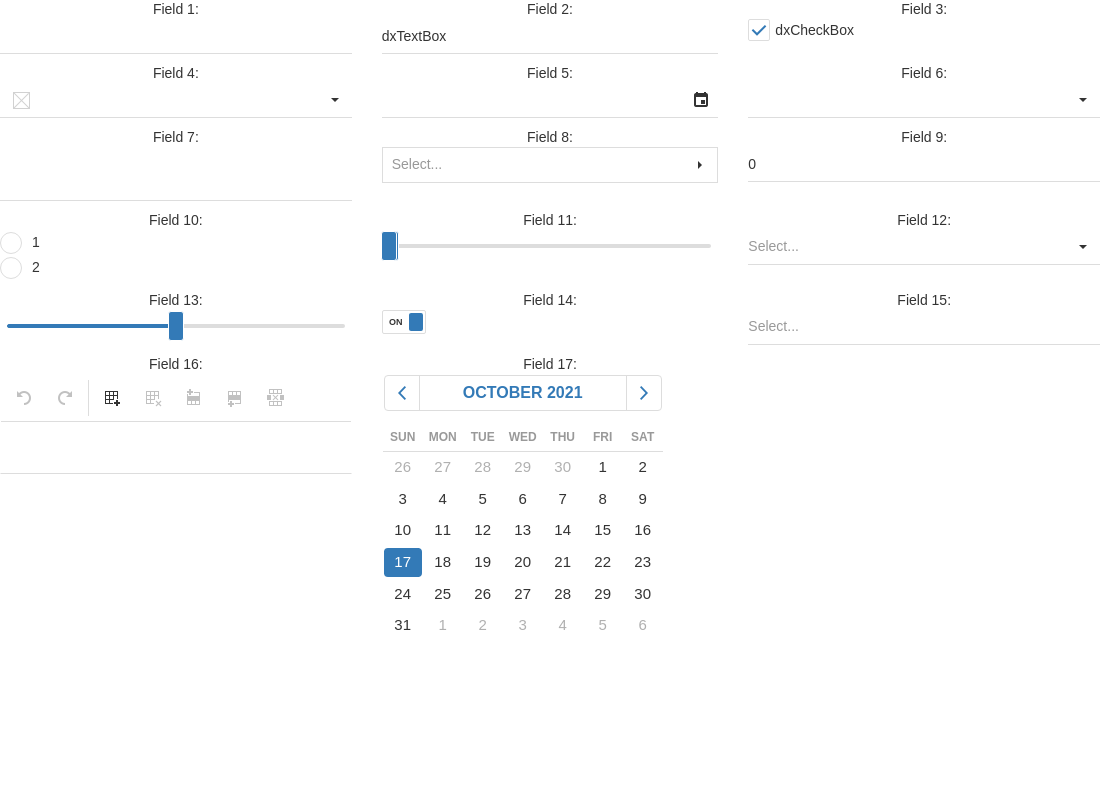 Field 1:
Field 2:
dxTextBox
Field 3:
dxCheckBox
Field 4:
Field 5:
Field 6:
Field 7:
Field 8:
Select...
Field 9:
0
Field 10:
1
2
Field 11:
Field 12:
Select...
Field 13:
Field 14:
ON
Field 15:
Select...
Field 16:
Field 17:
OCTOBER 2021
SUN MON TUE WED THU FRI SAT
26 27 28 29 30 1 2
3 4 5 6 7 8 9
10 11 12 13 14 15 16
17 18 19 20 21 22 23
24 25 26 27 28 29 30
31 1 2 3 4 5 6